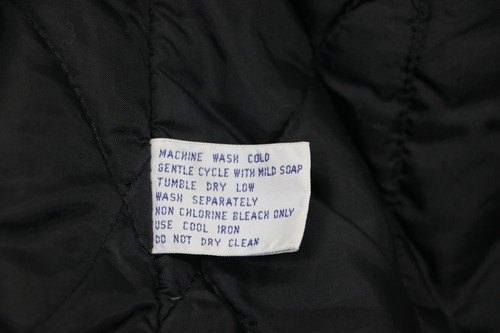 MACHINE WASH COLD
GENTLE CYCLE WITH MILD SOAP
TUMBLE DRY LOW
WASH SEPARATELY
NON CHLORINE BLEACH ONLY
USE COOL IRON
DO NOT DRY CLEAN